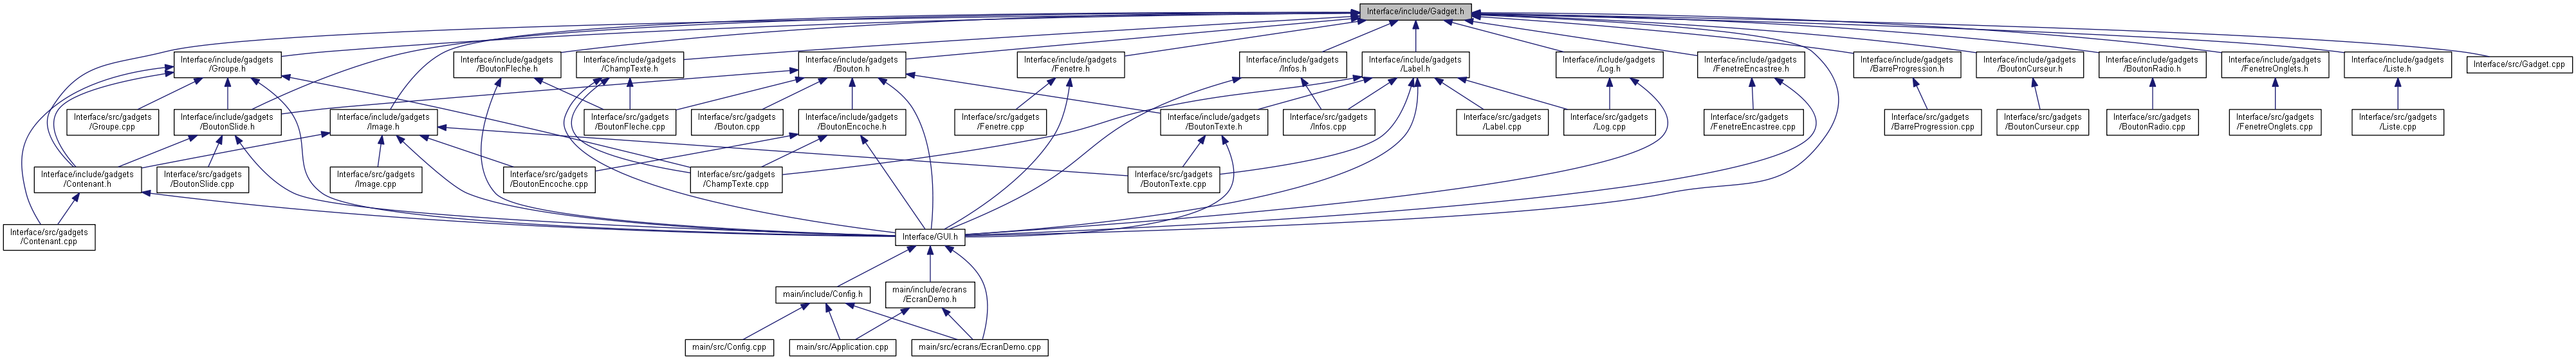 Interface/include/Gadget.h
Interface/include/gadgets
/Groupe.h
Interface/include/gadgets
/BoutonFleche.h
Interface/include/gadgets
/ChampTexte.h
Interface/include/gadgets
/Bouton.h
Interface/include/gadgets
/Fenetre.h
Interface/include/gadgets
/Infos.h
Interface/include/gadgets
/Label.h
Interface/include/gadgets
/Log.h
Interface/include/gadgets
/FenetreEncastree.h
Interface/include/gadgets
/BarreProgression.h
Interface/include/gadgets
/BoutonCurseur.h
Interface/include/gadgets
/BoutonRadio.h
Interface/include/gadgets
/FenetreOnglets.h
Interface/include/gadgets
/Liste.h
Interface/src/Gadget.cpp
Interface/src/gadgets
/Groupe.cpp
Interface/include/gadgets
/BoutonSlide.h
Interface/include/gadgets
/Image.h
Interface/src/gadgets
/BoutonFleche.cpp
Interface/src/gadgets
/Bouton.cpp
Interface/include/gadgets
/BoutonEncoche.h
Interface/src/gadgets
/Fenetre.cpp
Interface/include/gadgets
/BoutonTexte.h
Interface/src/gadgets
/Infos.cpp
Interface/src/gadgets
/Label.cpp
Interface/src/gadgets
/Log.cpp
Interface/src/gadgets
/FenetreEncastree.cpp
Interface/src/gadgets
/BarreProgression.cpp
Interface/src/gadgets
/BoutonCurseur.cpp
Interface/src/gadgets
/BoutonRadio.cpp
Interface/src/gadgets
/FenetreOnglets.cpp
Interface/src/gadgets
/Liste.cpp
Interface/include/gadgets
/Contenant.h
Interface/src/gadgets
/BoutonSlide.cpp
Interface/src/gadgets
/Image.cpp
Interface/src/gadgets
/BoutonEncoche.cpp
Interface/src/gadgets
/ChampTexte.cpp
Interface/src/gadgets
/BoutonTexte.cpp
Interface/src/gadgets
/Contenant.cpp
Interface/GUI.h
main/include/Config.h
main/include/ecrans
/EcranDemo.h
main/src/Config.cpp
main/src/Application.cpp
main/src/ecrans/EcranDemo.cpp